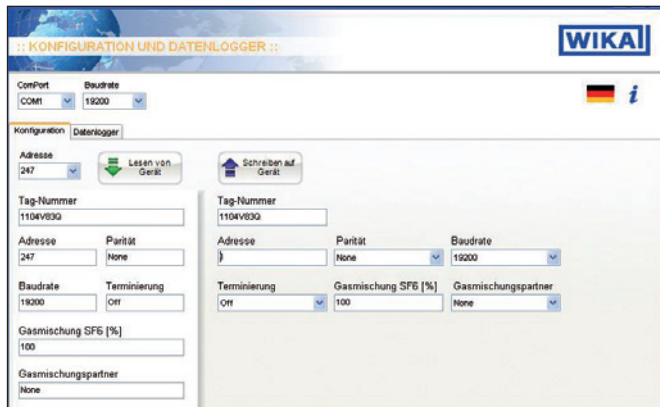 :: KONFIGURATION UND DATENLOGGER ::
WIKA
ComPort Baudrate
COM1 19200
i
Konfiguration Datenlogger
Adresse
247
Lesen von
Gerät
Schreiben auf
Gerät
Tag-Nummer Tag-Nummer
1104V83Q 1104V83Q
Adresse Parität Adresse Parität Baudrate
247 None None 19200
Baudrate Terminierung Terminierung Gasmischung SF6 [%] Gasmischungspartner
19200 Off Off 100 None
Gasmischung SF6 [%]
100
Gasmischungspartner
None